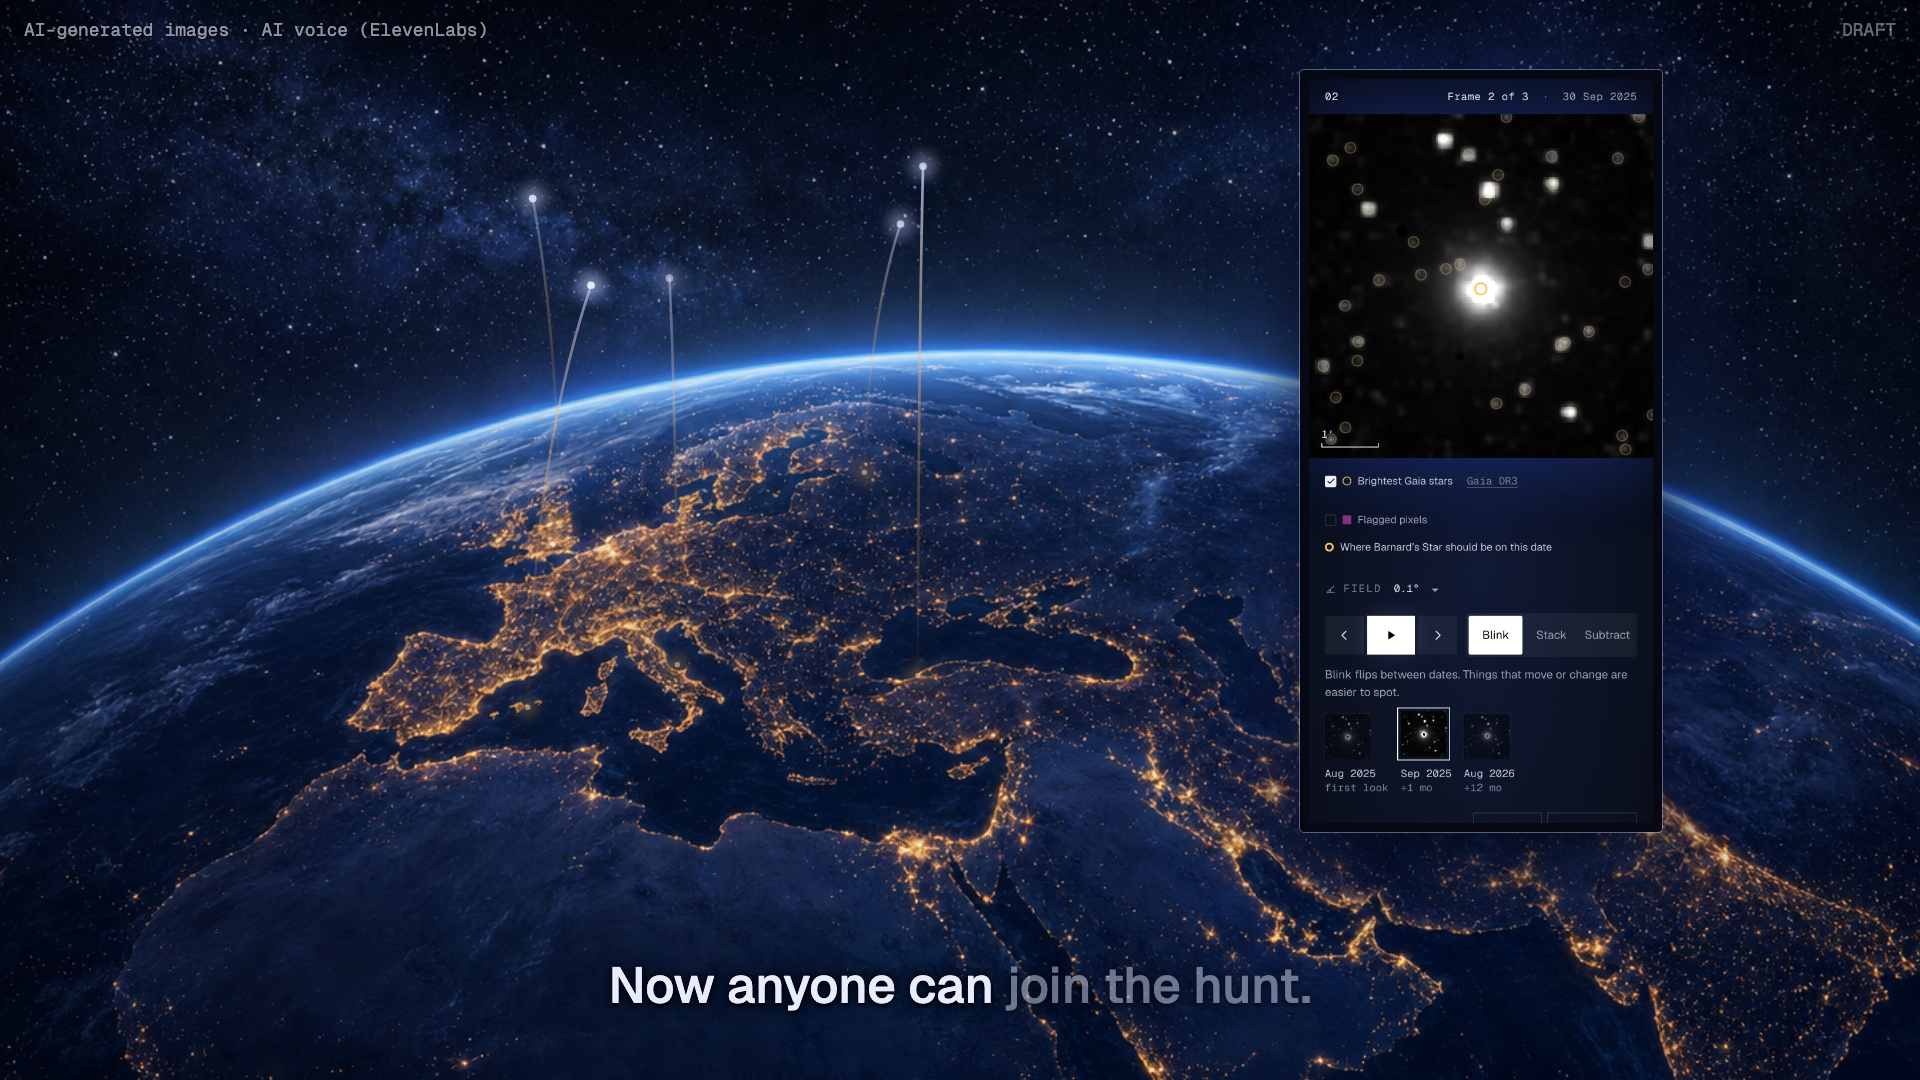 AI-generated images · AI voice (ElevenLabs)
DRAFT
02
Frame 2 of 3 · 30 Sep 2025
1'
Brightest Gaia stars Gaia DR3
Flagged pixels
Where Barnard's Star should be on this date
FIELD 0.1°
Blink Stack Subtract
Blink flips between dates. Things that move or change are
easier to spot.
Aug 2025 Sep 2025 Aug 2026
first look +1 mo +12 mo
Now anyone can join the hunt.